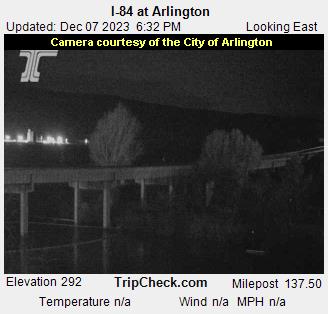 I-84 at Arlington
Updated: Dec 07 2023 6:32 PM Looking East
Camera courtesy of the City of Arlington
Elevation 292 TripCheck.com Milepost 137.50
Temperature n/a Wind n/a MPH n/a